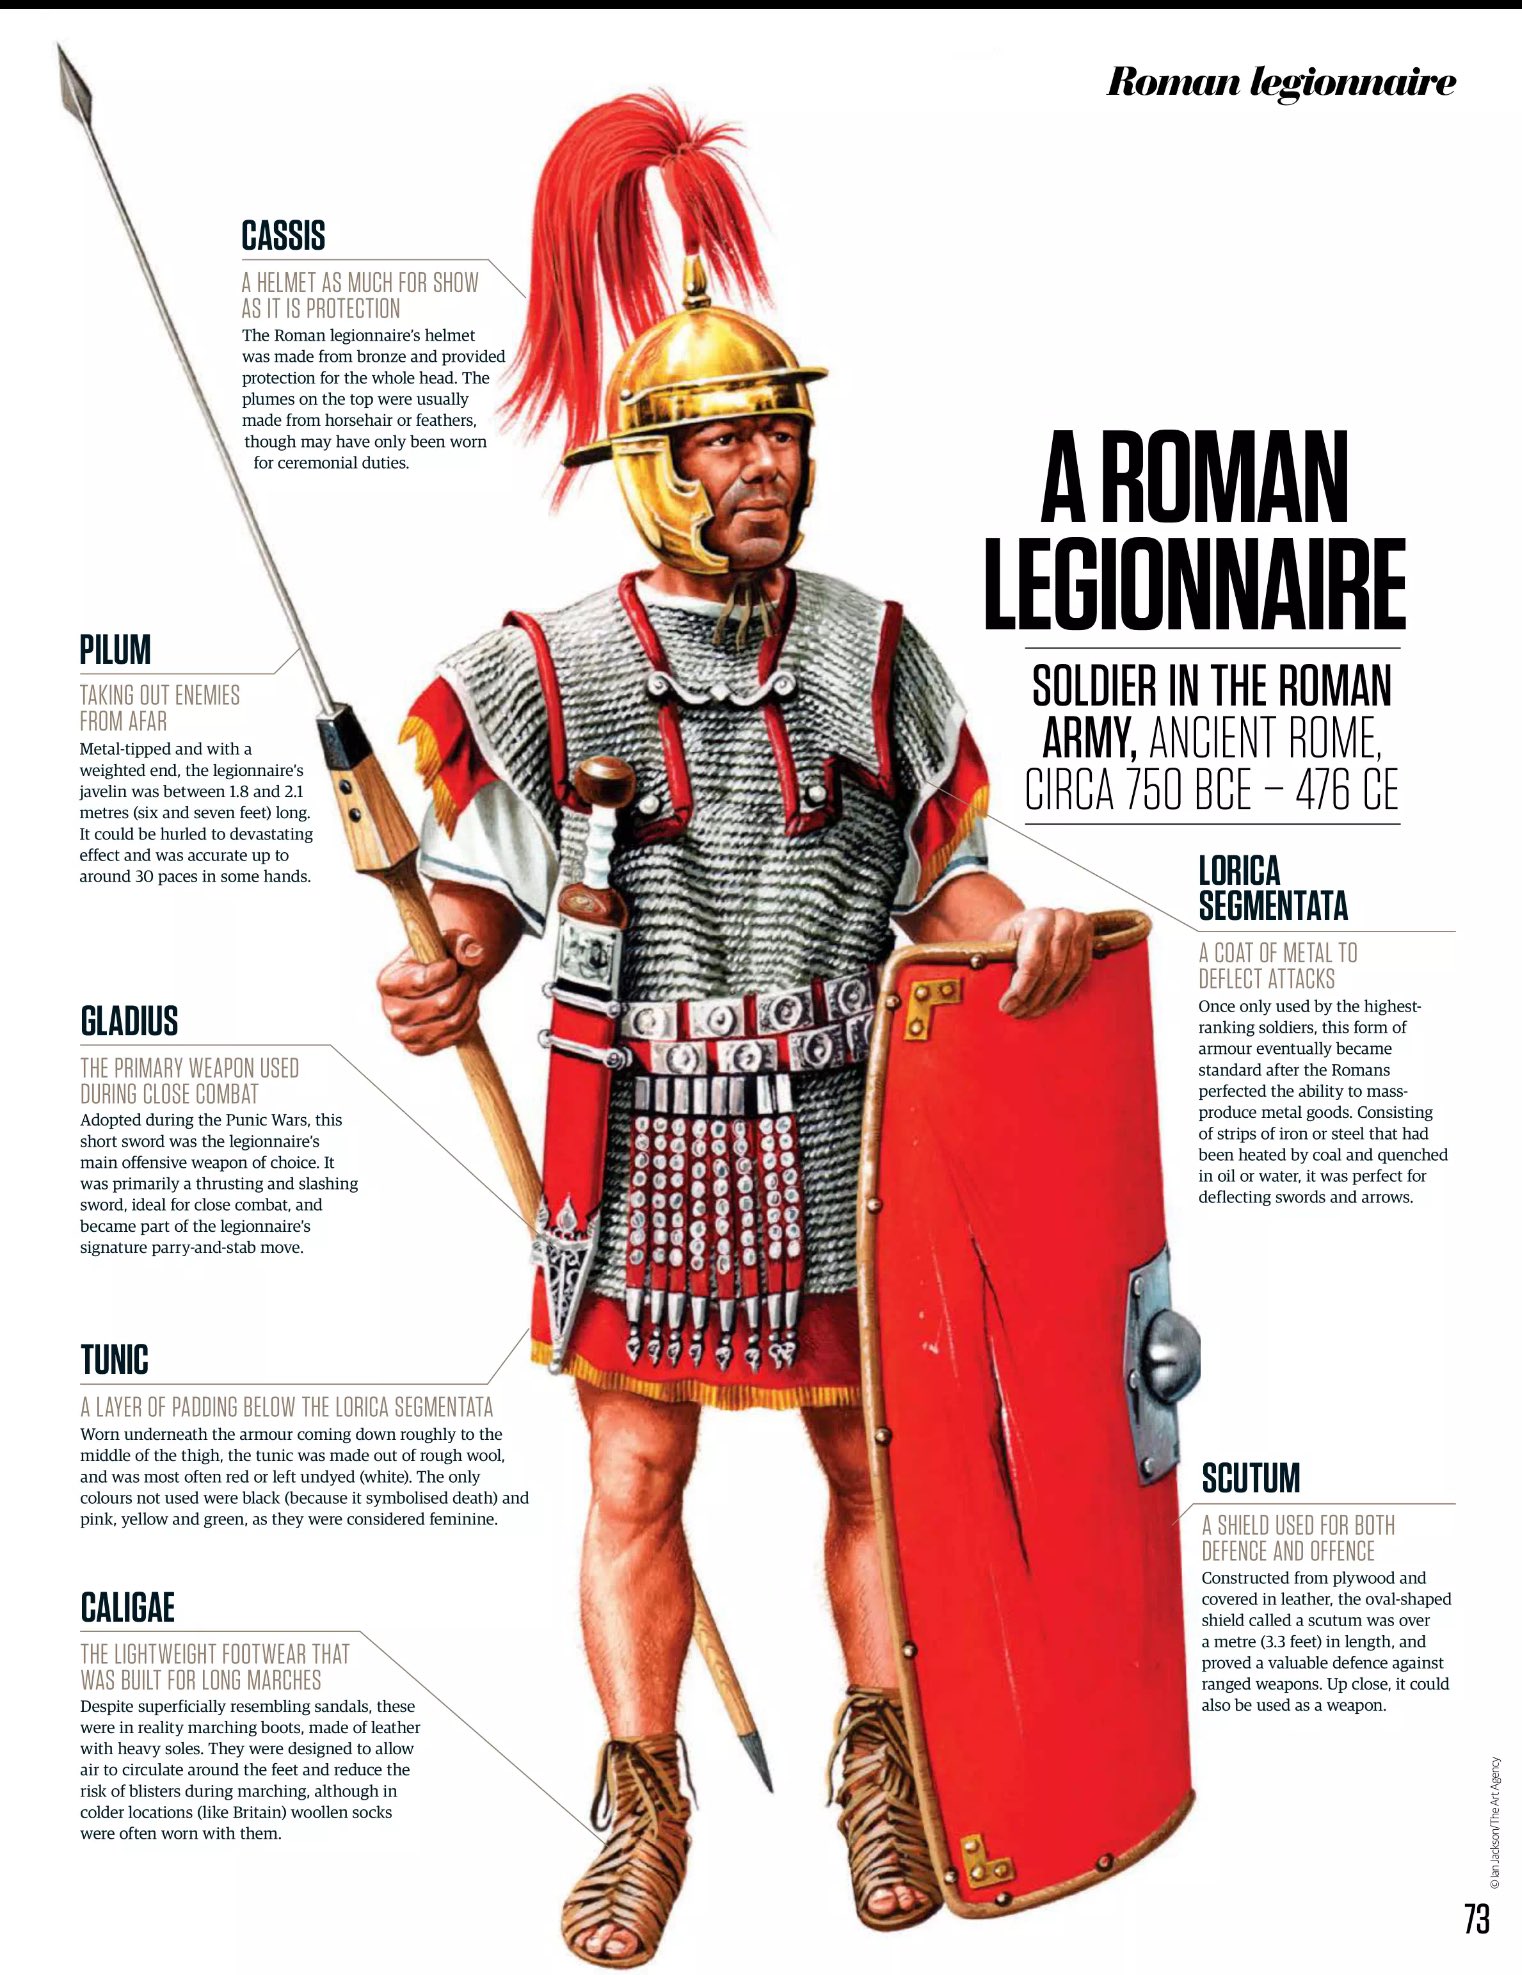 Roman legionnaire
CASSIS
A HELMET AS MUCH FOR SHOW
AS IT IS PROTECTION
The Roman legionnaire's helmet
was made from bronze and provided
protection for the whole head. The
plumes on the top were usually
made from horsehair or feathers,
though may have only been worn
for ceremonial duties.
A ROMAN
LEGIONNAIRE
SOLDIER IN THE ROMAN
ARMY, ANCIENT ROME,
CIRCA 750 BCE – 476 CE
PILUM
TAKING OUT ENEMIES
FROM AFAR
Metal-tipped and with a
weighted end, the legionnaire's
javelin was between 1.8 and 2.1
metres (six and seven feet) long.
It could be hurled to devastating
effect and was accurate up to
around 30 paces in some hands.
LORICA
SEGMENTATA
A COAT OF METAL TO
DEFLECT ATTACKS
Once only used by the highest-
ranking soldiers, this form of
armour eventually became
standard after the Romans
perfected the ability to mass-
produce metal goods. Consisting
of strips of iron or steel that had
been heated by coal and quenched
in oil or water, it was perfect for
deflecting swords and arrows.
GLADIUS
THE PRIMARY WEAPON USED
DURING CLOSE COMBAT
Adopted during the Punic Wars, this
short sword was the legionnaire's
main offensive weapon of choice. It
was primarily a thrusting and slashing
sword, ideal for close combat, and
became part of the legionnaire's
signature parry-and-stab move.
TUNIC
A LAYER OF PADDING BELOW THE LORICA SEGMENTATA
Worn underneath the armour coming down roughly to the
middle of the thigh, the tunic was made out of rough wool,
and was most often red or left undyed (white). The only
colours not used were black (because it symbolised death) and
pink, yellow and green, as they were considered feminine.
SCUTUM
A SHIELD USED FOR BOTH
DEFENCE AND OFFENCE
Constructed from plywood and
covered in leather, the oval-shaped
shield called a scutum was over
a metre (3.3 feet) in length, and
proved a valuable defence against
ranged weapons. Up close, it could
also be used as a weapon.
CALIGAE
THE LIGHTWEIGHT FOOTWEAR THAT
WAS BUILT FOR LONG MARCHES
Despite superficially resembling sandals, these
were in reality marching boots, made of leather
with heavy soles. They were designed to allow
air to circulate around the feet and reduce the
risk of blisters during marching, although in
colder locations (like Britain) woollen socks
were often worn with them.
© Ian Jackson/The Art Agency
73